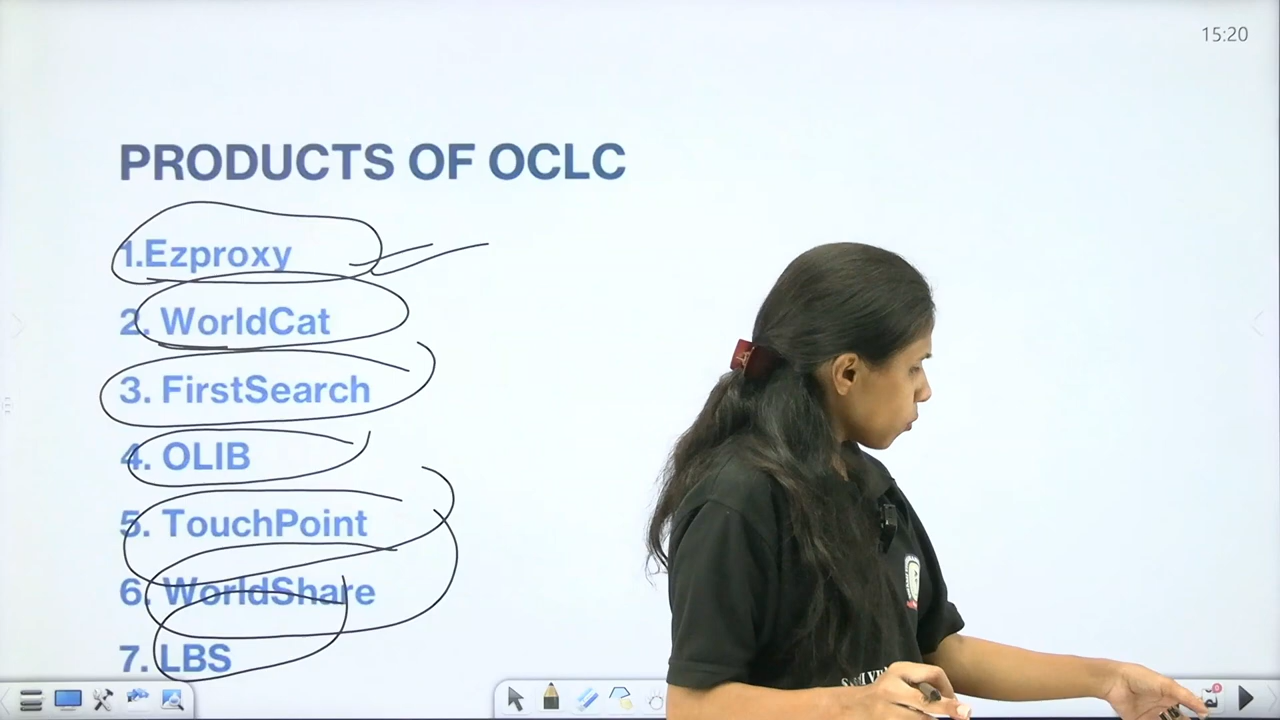 15:20
PRODUCTS OF OCLC
1.Ezproxy
2. WorldCat
3. FirstSearch
4. OLIB
5. TouchPoint
6. WorldShare
7. LBS